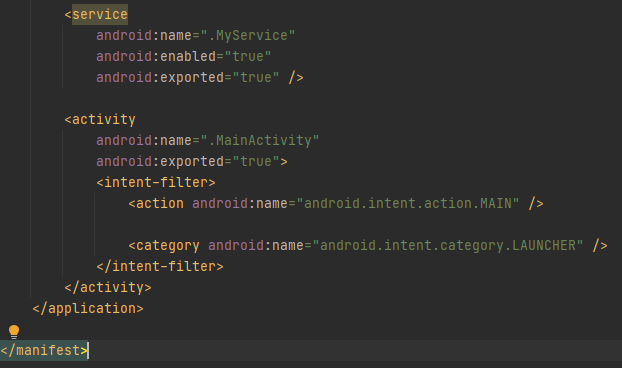 <service
android:name=".MyService"
android:enabled="true"
android:exported="true" />
<activity
android:name=".MainActivity"
android:exported="true">
<intent-filter>
<action android:name="android.intent.action.MAIN" />
<category android:name="android.intent.category.LAUNCHER" />
</intent-filter>
</activity>
</application>
</manifest>